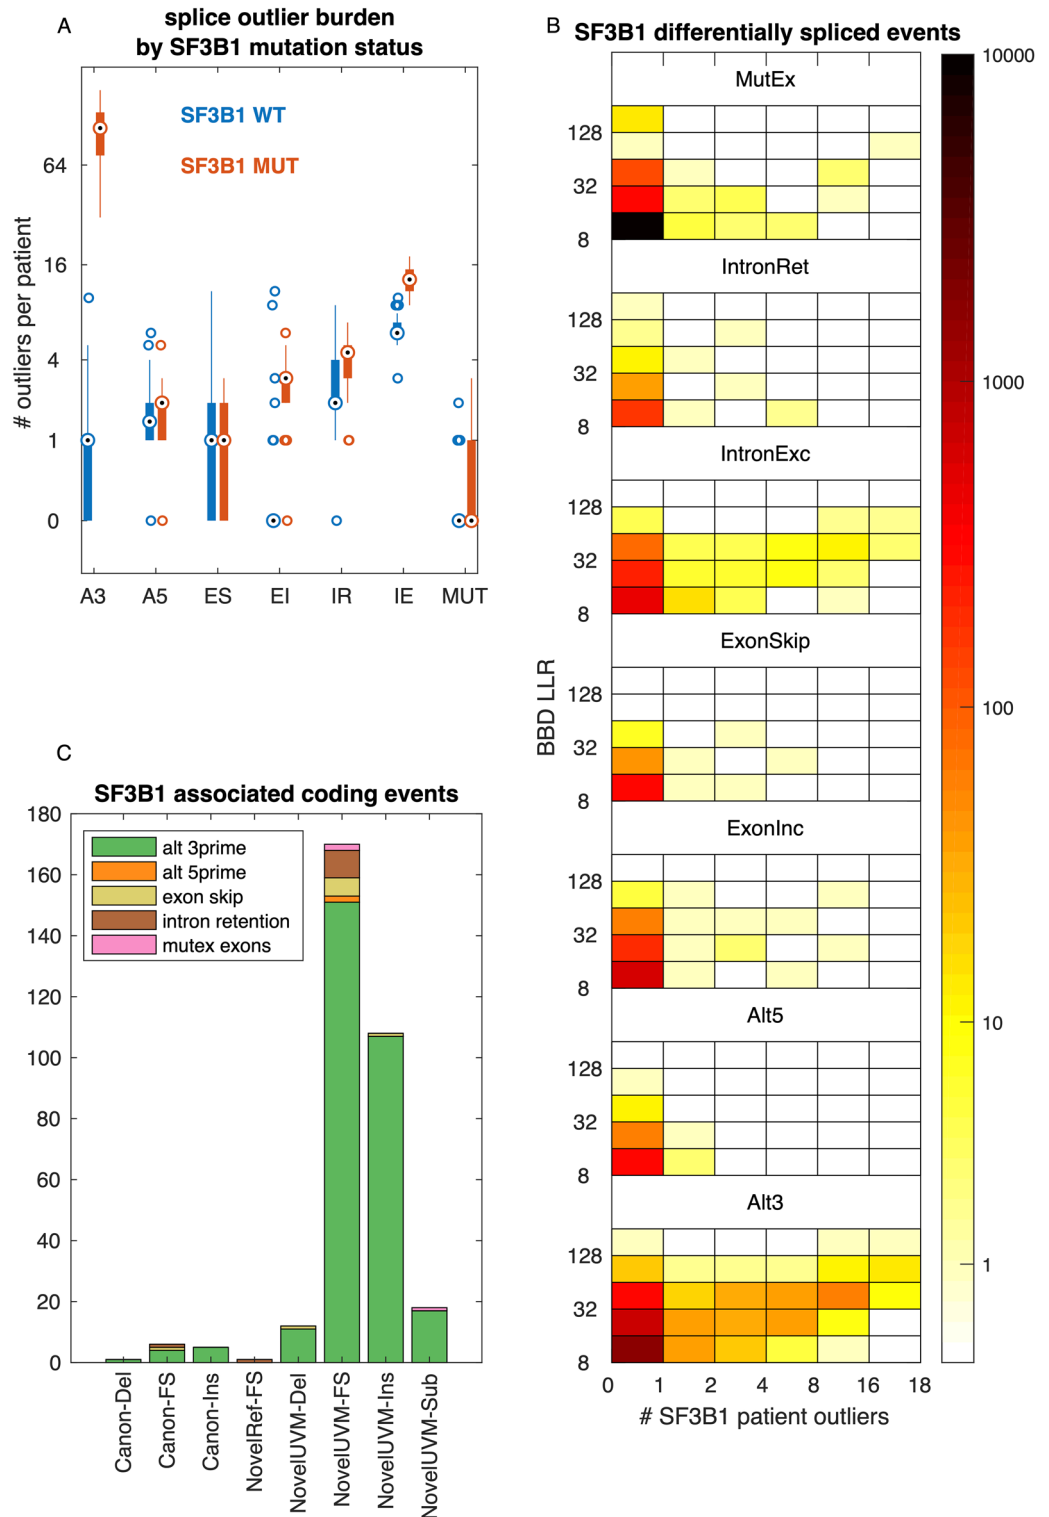 A
splice outlier burden
by SF3B1 mutation status
SF3B1 WT
SF3B1 MUT
# outliers per patient
64
16
4
1
0
A3 A5 ES EI IR IE MUT
B
SF3B1 differentially spliced events
MutEx
128
32
8
IntronRet
128
32
8
IntronExc
128
32
8
ExonSkip
128
32
8
ExonInc
128
32
8
Alt5
128
32
8
Alt3
128
32
8
BBD LLR
0 1 2 4 8 16 18
# SF3B1 patient outliers
10000
1000
100
10
1
C
SF3B1 associated coding events
180
160
140
120
100
80
60
40
20
0
alt 3prime
alt 5prime
exon skip
intron retention
mutex exons
Canon-Del
Canon-FS
Canon-Ins
NovelRef-FS
NovelUVM-Del
NovelUVM-FS
NovelUVM-Ins
NovelUVM-Sub